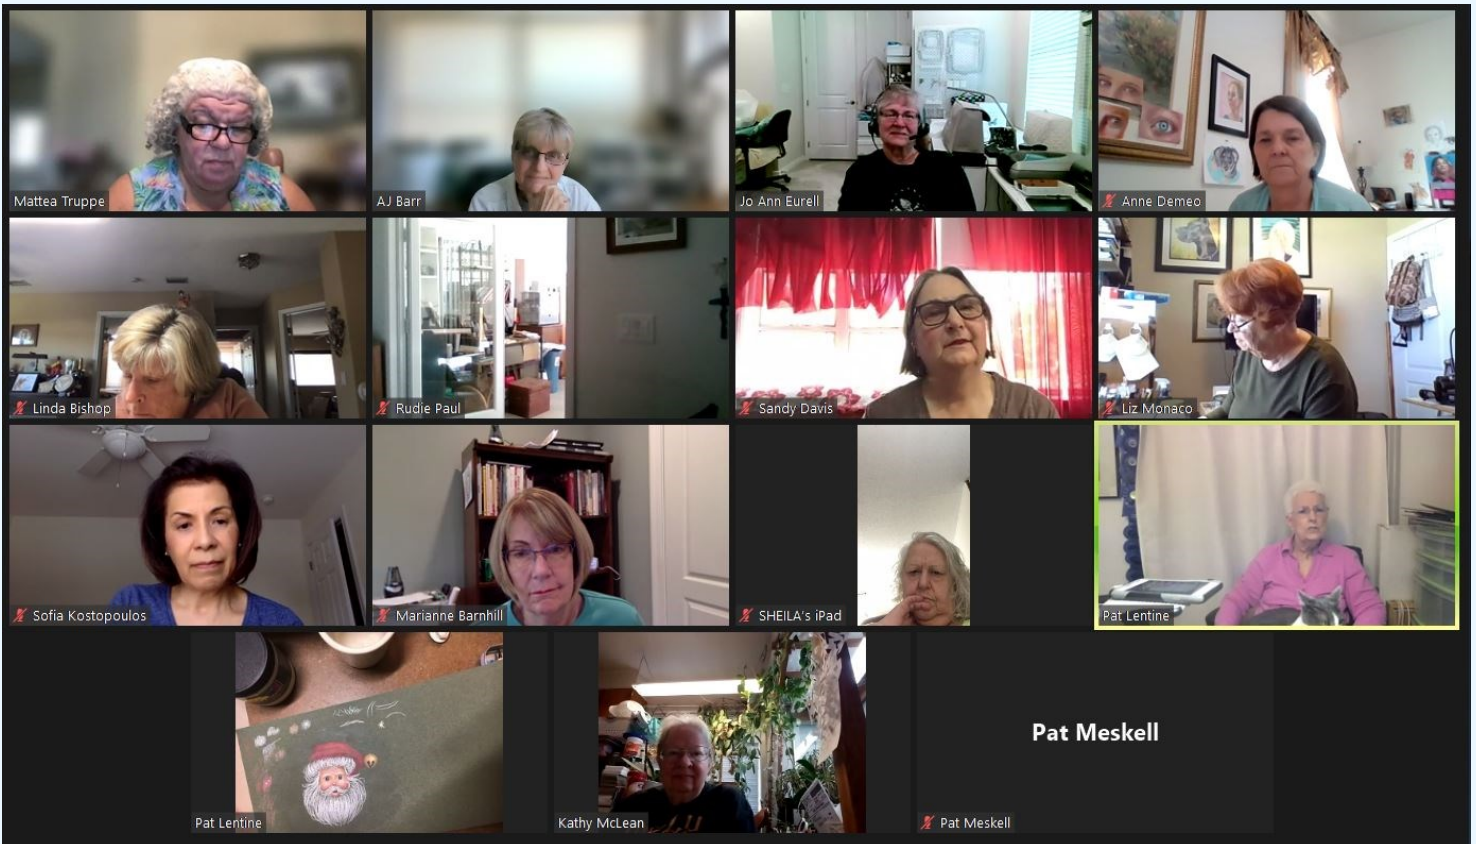 Mattea Truppe
AJ Barr
Jo Ann Eurell
Anne Demeo
Linda Bishop
Rudie Paul
Sandy Davis
Liz Monaco
Sofia Kostopoulos
Marianne Barnhill
SHEILA's iPad
Pat Lentine
Pat Lentine
Kathy McLean
Pat Meskell
Pat Meskell